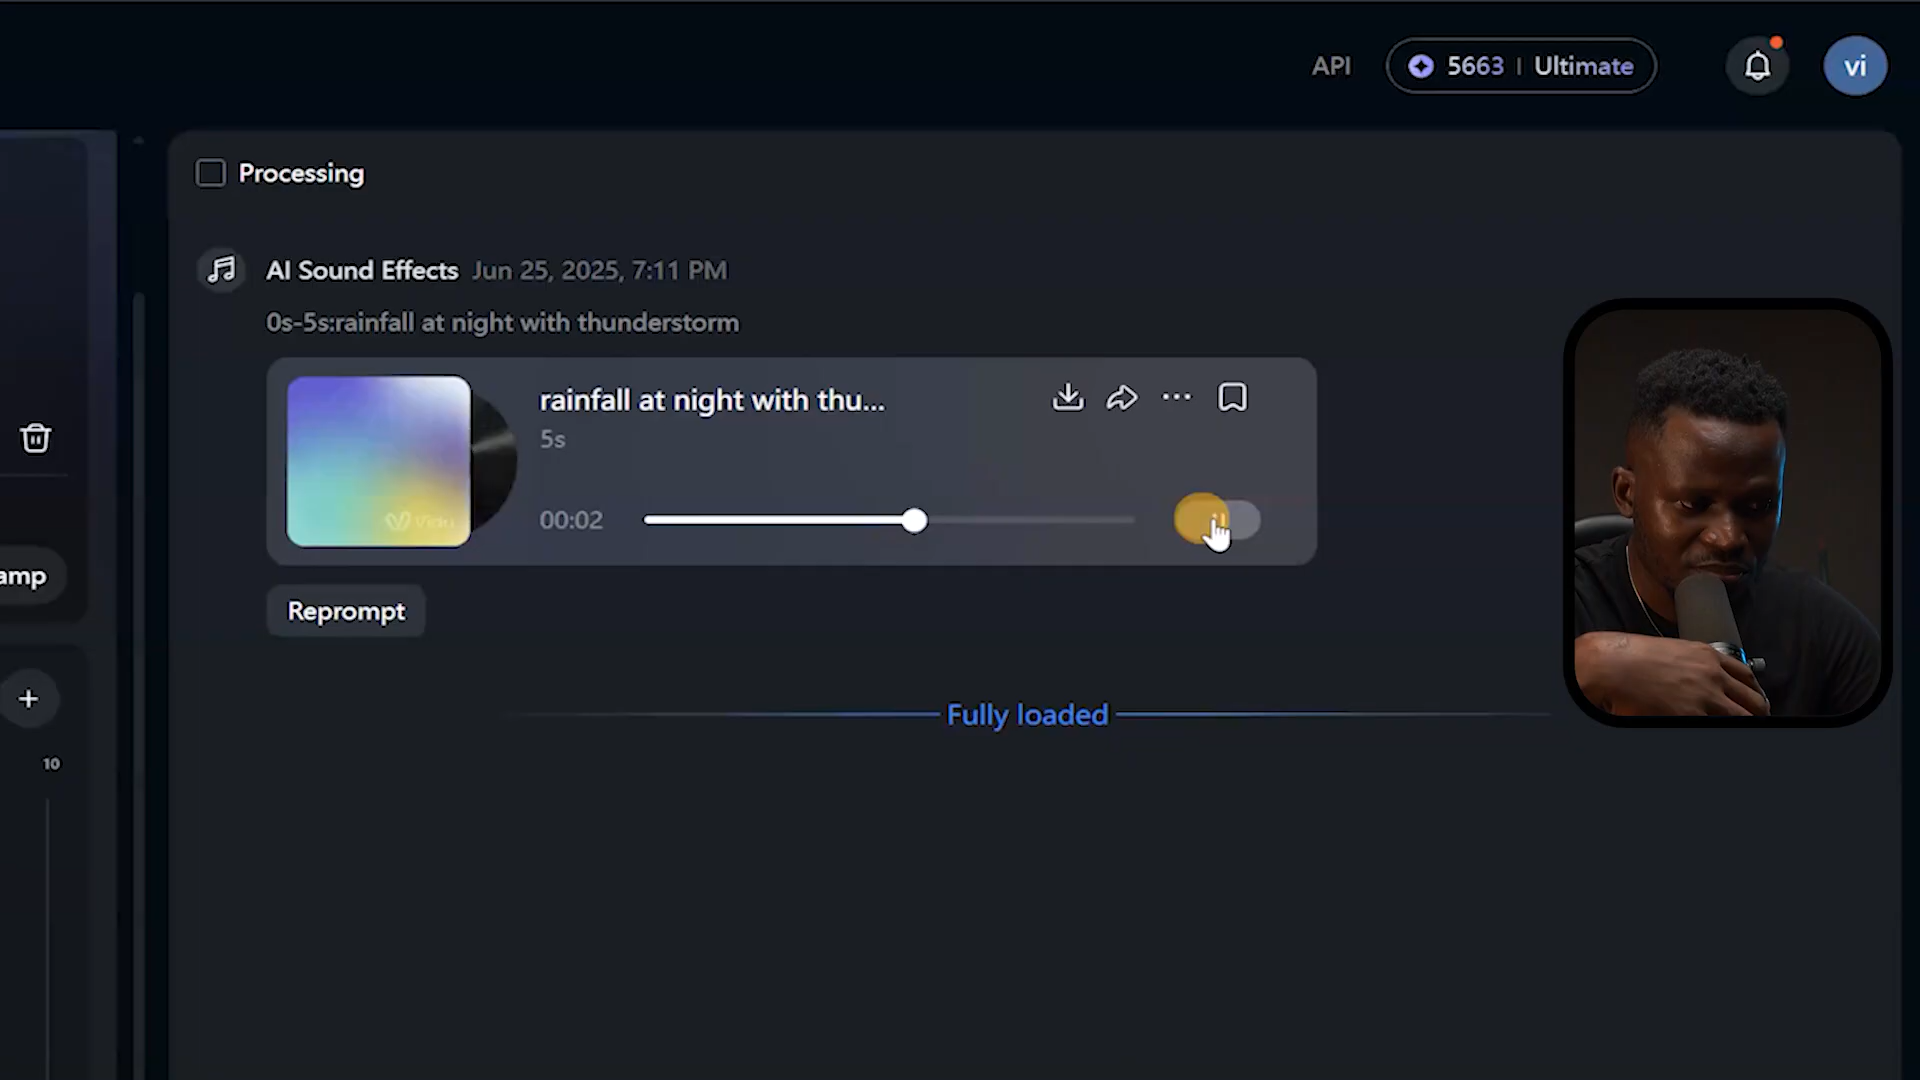 API
5663 | Ultimate
vi
Processing
AI Sound Effects Jun 25, 2025, 7:11 PM
0s-5s:rainfall at night with thunderstorm
rainfall at night with thu...
5s
Vidu
00:02
amp
Reprompt
Fully loaded
10